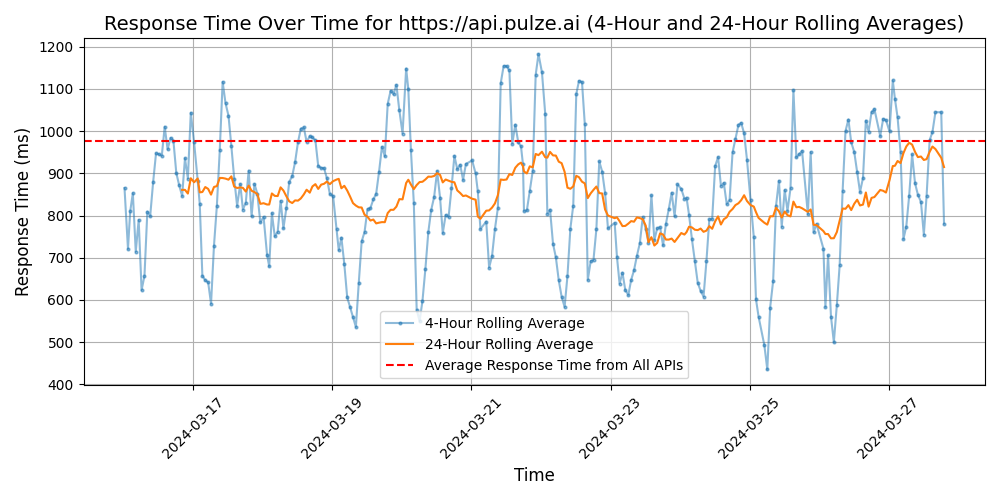 Response Time Over Time for https://api.pulze.ai (4-Hour and 24-Hour Rolling Averages)
Response Time (ms)
1200
1100
1000
900
800
700
600
500
400
4-Hour Rolling Average
24-Hour Rolling Average
Average Response Time from All APIs
2024-03-17
2024-03-19
2024-03-21
2024-03-23
2024-03-25
2024-03-27
Time